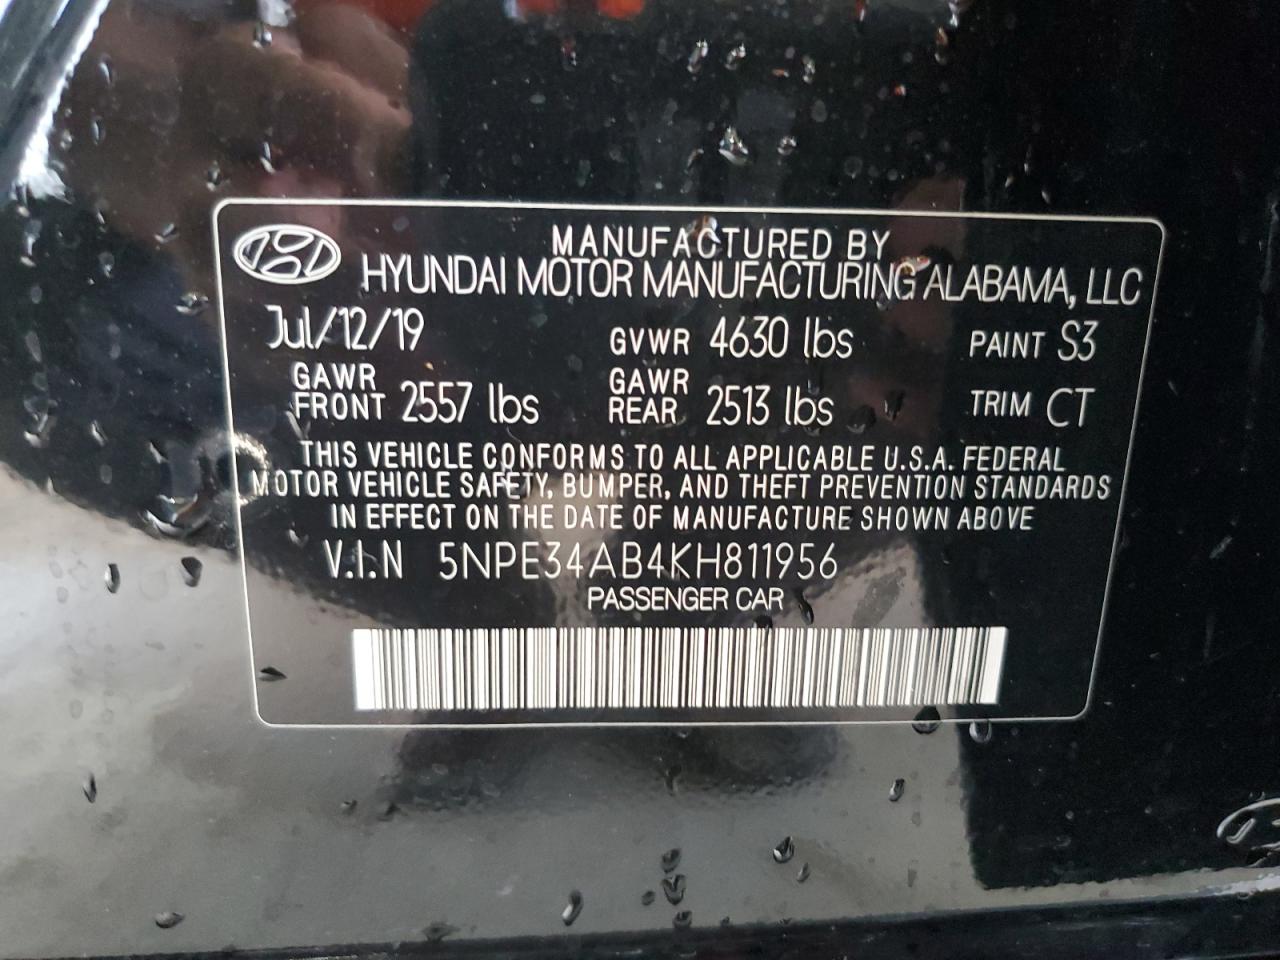 MANUFACTURED BY
HYUNDAI MOTOR MANUFACTURING ALABAMA, LLC
Jul/12/19 GVWR 4630 lbs PAINT S3
GAWR FRONT 2557 lbs GAWR REAR 2513 lbs TRIM CT
THIS VEHICLE CONFORMS TO ALL APPLICABLE U.S.A. FEDERAL
MOTOR VEHICLE SAFETY, BUMPER, AND THEFT PREVENTION STANDARDS
IN EFFECT ON THE DATE OF MANUFACTURE SHOWN ABOVE
V.I.N 5NPE34AB4KH811956
PASSENGER CAR